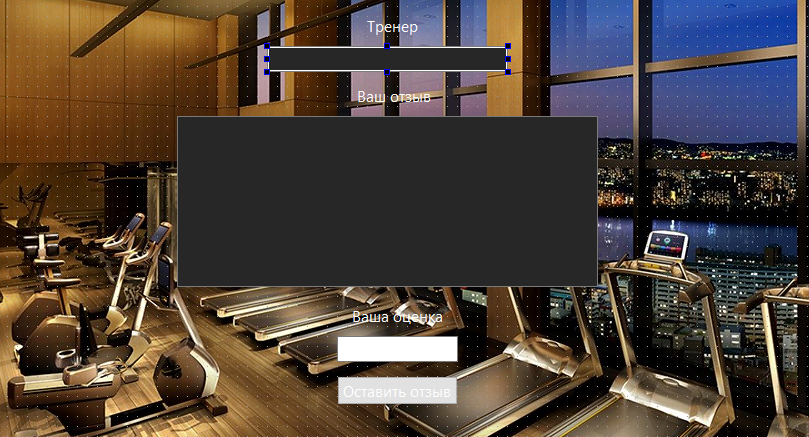 Тренер
Ваш отзыв
Ваша оценка
Оставить отзыв